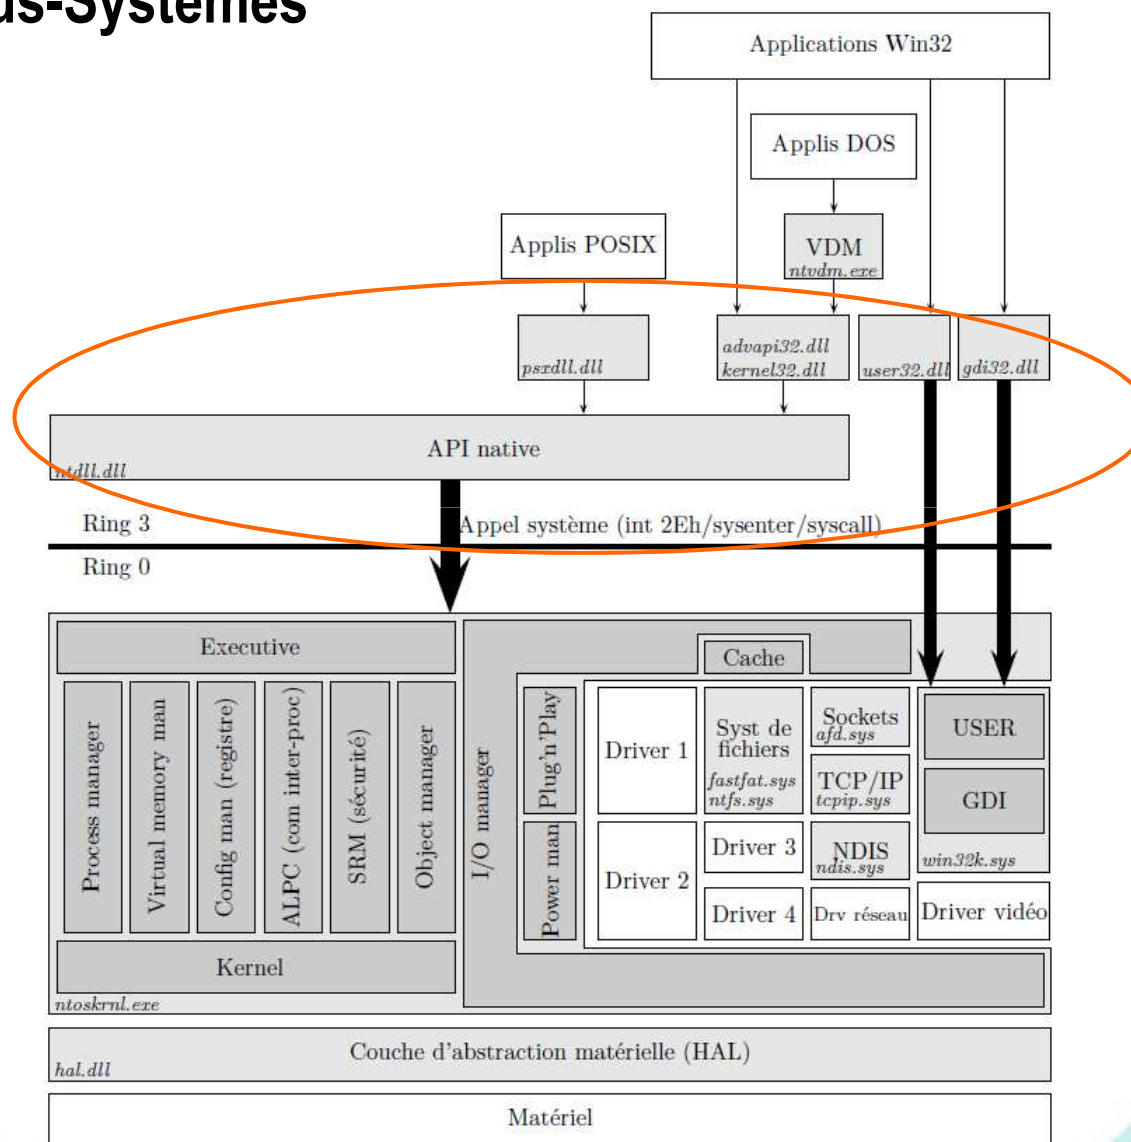 us-Systèmes
Applications Win32
Applis DOS
Applis POSIX
VDM
ntvdm.exe
psxdll.dll
advapi32.dll
kernel32.dll
user32.dll
gdi32.dll
API native
ntdll.dll
Ring 3
Appel système (int 2Eh/sysenter/syscall)
Ring 0
Executive
Process manager
Virtual memory man
Config man (registre)
ALPC (com inter-proc)
SRM (sécurité)
Object manager
Kernel
ntoskrnl.exe
I/O manager
Cache
Plug'n'Play
Power man
Driver 1
Driver 2
Syst de
fichiers
fastfat.sys
ntfs.sys
Driver 3
Driver 4
Sockets
afd.sys
TCP/IP
tcpip.sys
NDIS
ndis.sys
Drv réseau
USER
GDI
win32k.sys
Driver vidéo
Couche d'abstraction matérielle (HAL)
hal.dll
Matériel